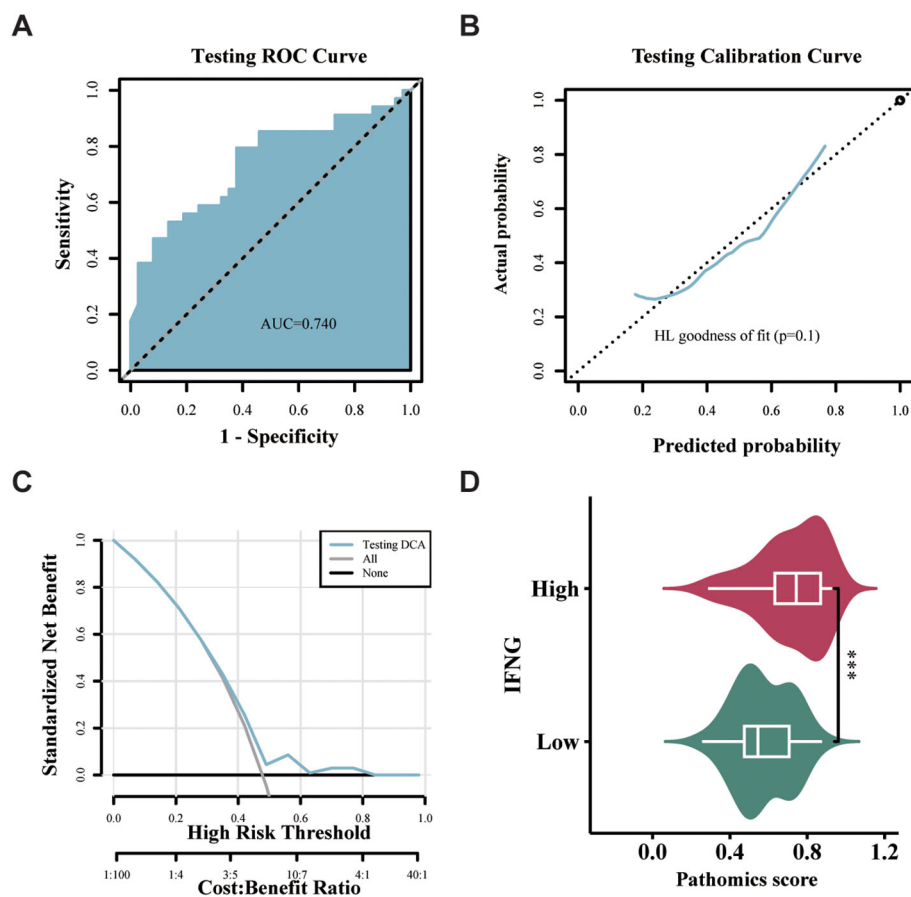 A
Testing ROC Curve
Sensitivity
1.0
0.8
0.6
0.4
0.2
0.0
AUC=0.740
0.0 0.2 0.4 0.6 0.8 1.0
1 - Specificity
B
Testing Calibration Curve
Actual probability
1.0
0.8
0.6
0.4
0.2
0.0
HL goodness of fit (p=0.1)
0.0 0.2 0.4 0.6 0.8 1.0
Predicted probability
C
Standardized Net Benefit
1.0
0.8
0.6
0.4
0.2
0.0
Testing DCA
All
None
0.0 0.2 0.4 0.6 0.8 1.0
High Risk Threshold
1:100 1:4 3:5 10:7 4:1 40:1
Cost:Benefit Ratio
D
IFNG
High
Low
***
0.0 0.4 0.8 1.2
Pathomics score